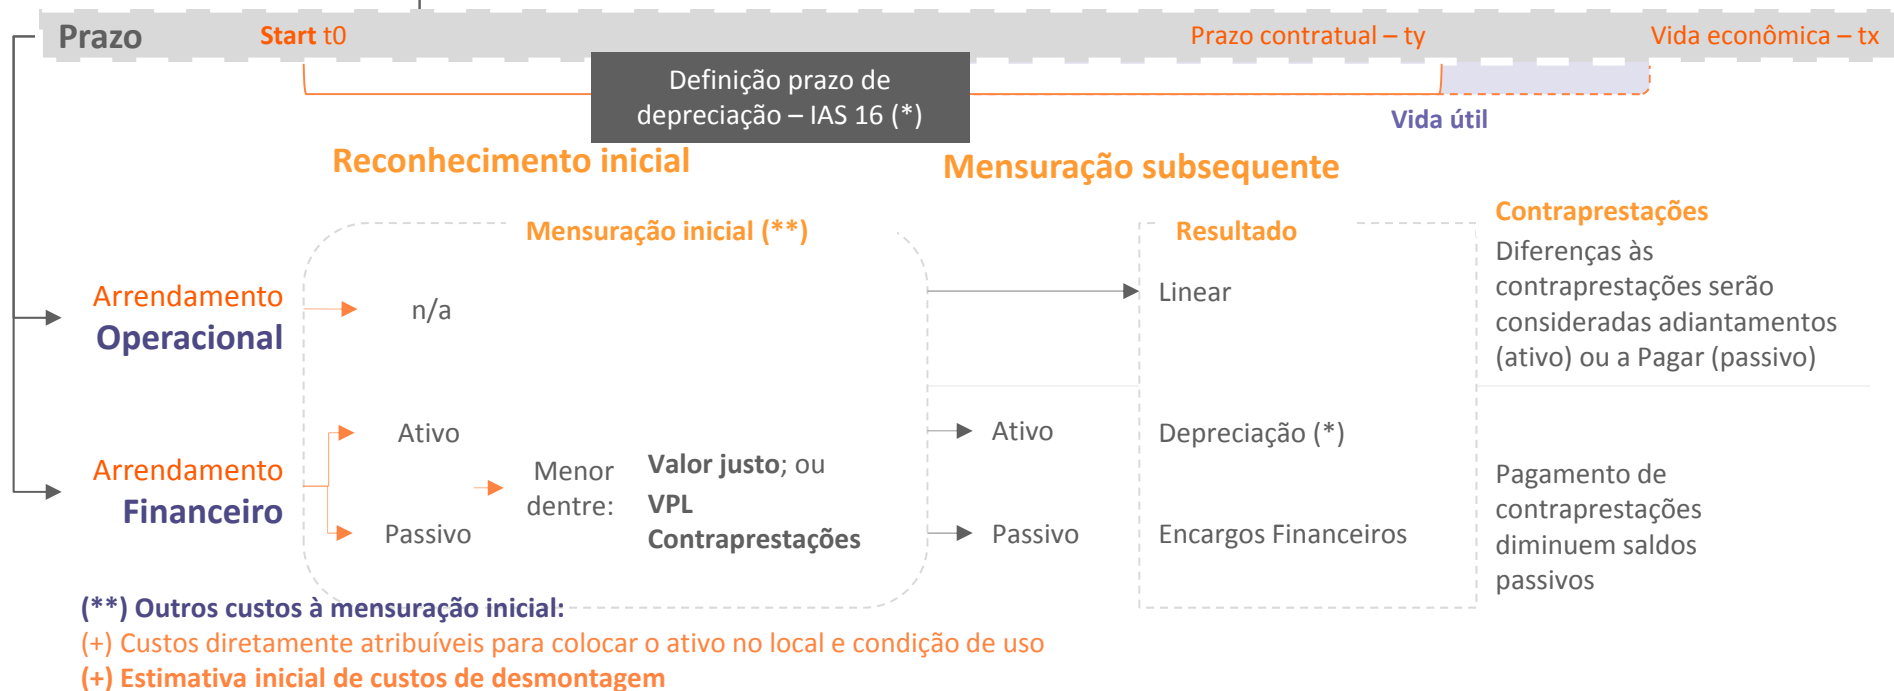 Prazo
Start t0
Prazo contratual – ty
Vida econômica – tx
Definição prazo de
depreciação – IAS 16 (*)
Vida útil
Reconhecimento inicial
Mensuração subsequente
Mensuração inicial (**)
Resultado
Contraprestações
Arrendamento
Operacional
n/a
Linear
Diferenças às
contraprestações serão
consideradas adiantamentos
(ativo) ou a Pagar (passivo)
Arrendamento
Financeiro
Ativo
Passivo
Menor
dentre:
Valor justo; ou
VPL
Contraprestações
Ativo
Depreciação (*)
Passivo
Encargos Financeiros
Pagamento de
contraprestações
diminuem saldos
passivos
(**) Outros custos à mensuração inicial:
(+) Custos diretamente atribuíveis para colocar o ativo no local e condição de uso
(+) Estimativa inicial de custos de desmontagem